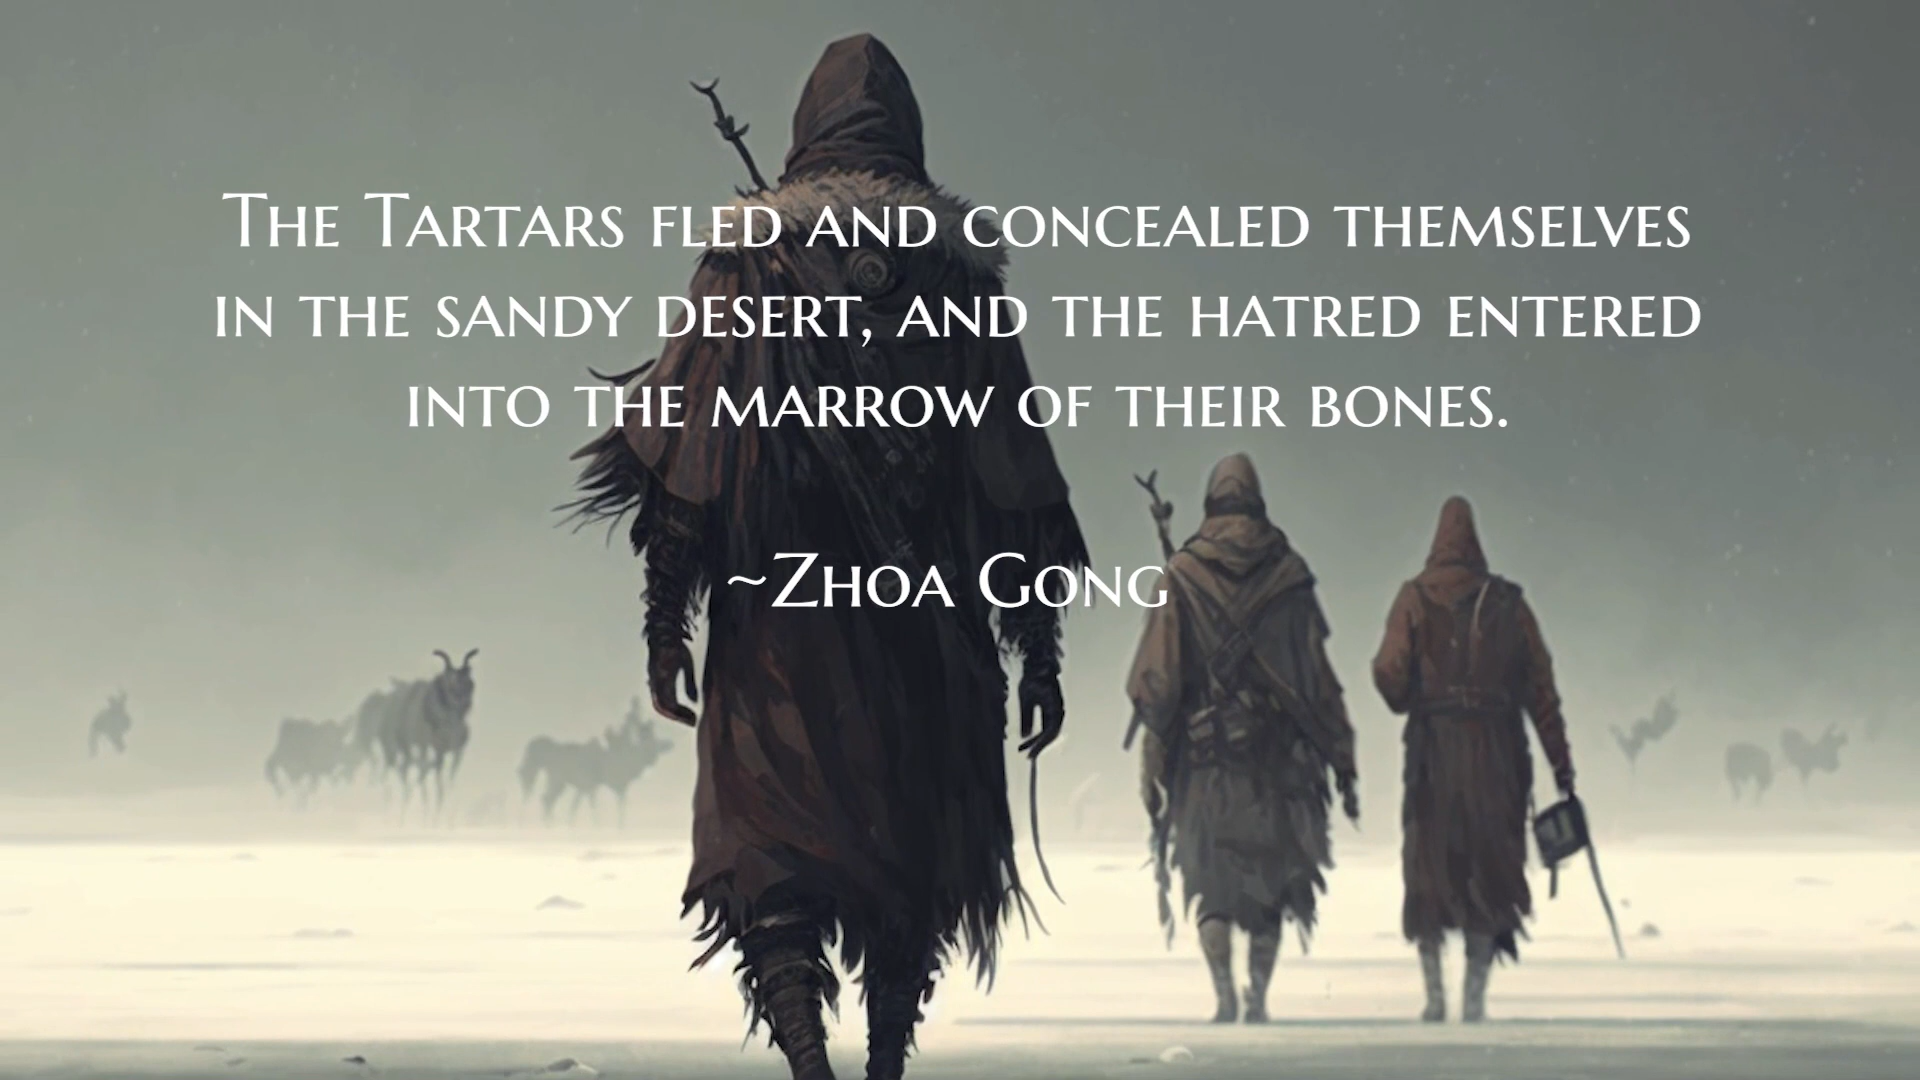 The Tartars fled and concealed themselves
in the sandy desert, and the hatred entered
into the marrow of their bones.
~Zhoa Gong